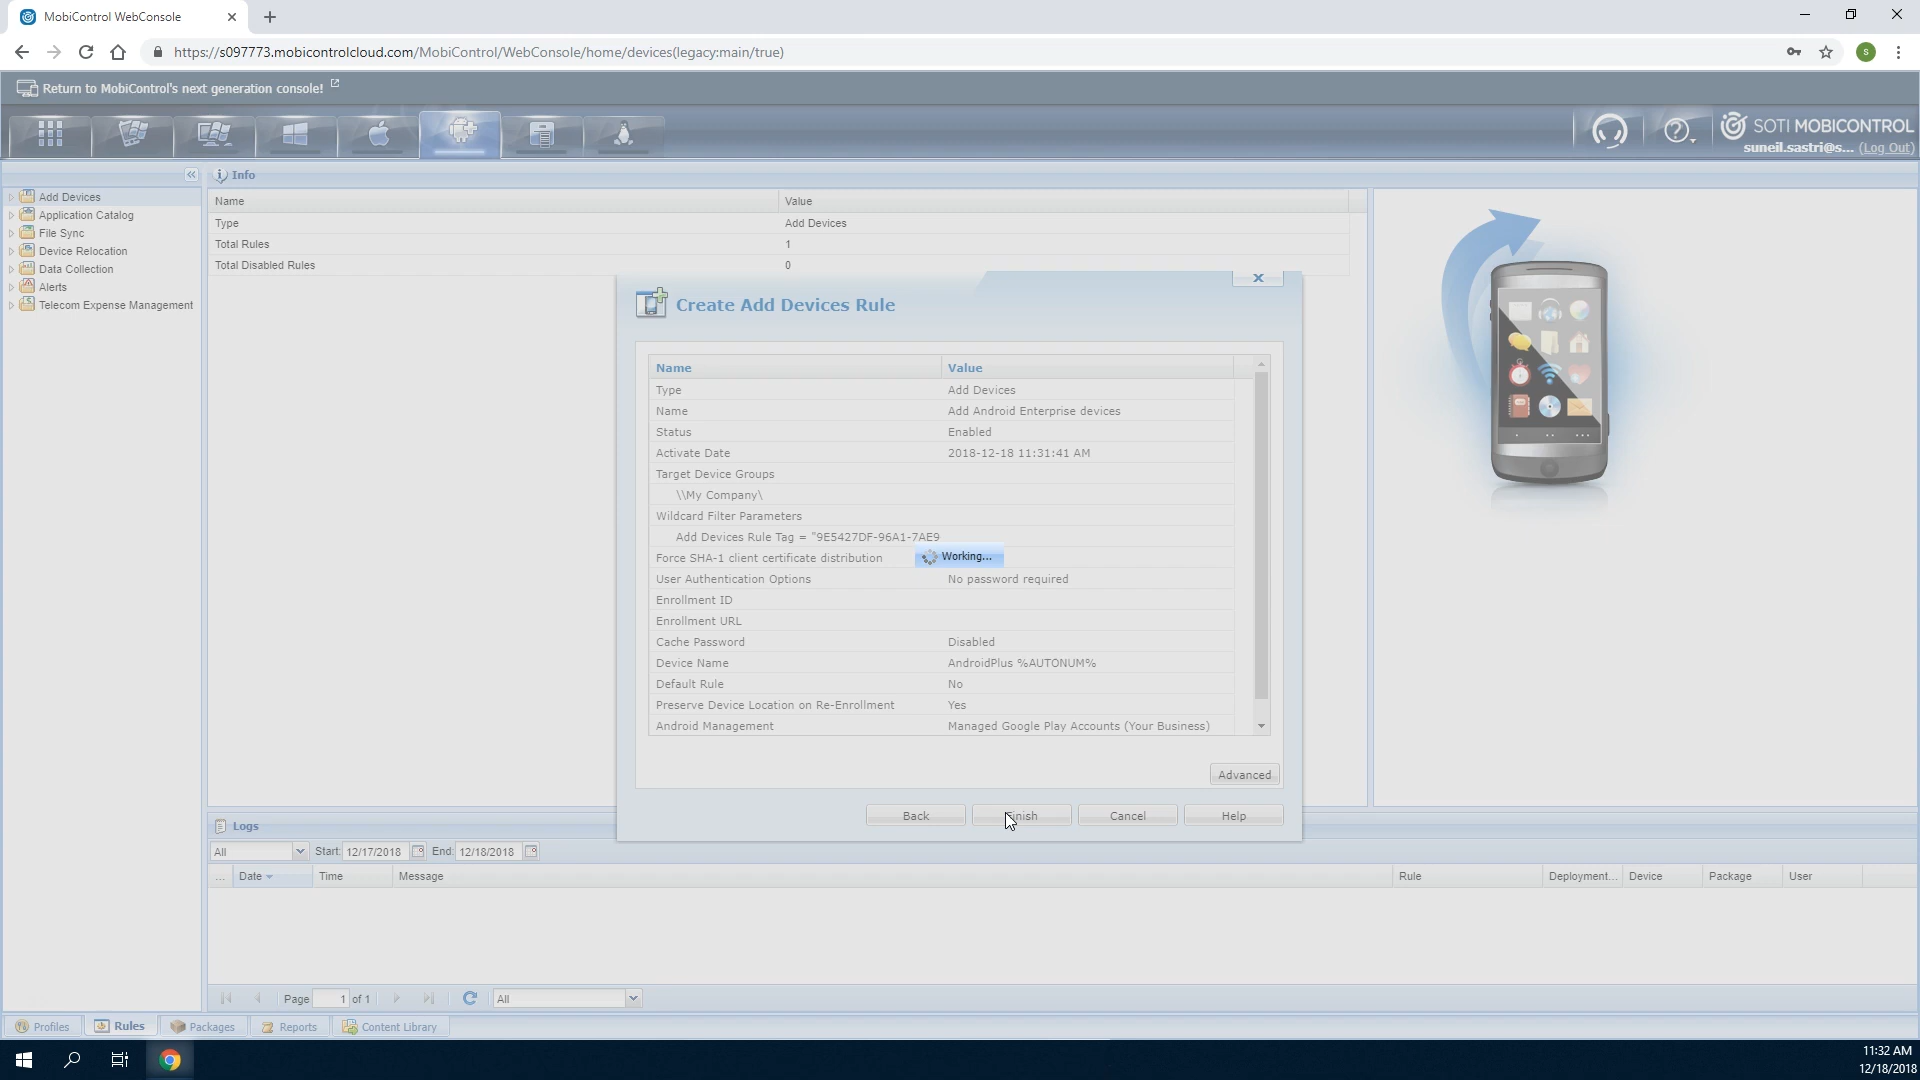 MobiControl WebConsole
https://s097773.mobicontrolcloud.com/MobiControl/WebConsole/home/devices(legacy:main/true)
S
Return to MobiControl's next generation console!
SOTI MOBICONTROL
suneil.sastri@s... (Log Out)
Info
Add Devices
Application Catalog
File Sync
Device Relocation
Data Collection
Alerts
Telecom Expense Management
Name Value
Type Add Devices
Total Rules 1
Total Disabled Rules 0
Create Add Devices Rule
Name Value
Type Add Devices
Name Add Android Enterprise devices
Status Enabled
Activate Date 2018-12-18 11:31:41 AM
Target Device Groups
\\My Company\
Wildcard Filter Parameters
Add Devices Rule Tag = "9E5427DF-96A1-7AE9
Force SHA-1 client certificate distribution
Working...
User Authentication Options No password required
Enrollment ID
Enrollment URL
Cache Password Disabled
Device Name AndroidPlus %AUTONUM%
Default Rule No
Preserve Device Location on Re-Enrollment Yes
Android Management Managed Google Play Accounts (Your Business)
Advanced
Back Finish Cancel Help
Logs
All Start: 12/17/2018 End: 12/18/2018
... Date Time Message Rule Deployment... Device Package User
Page 1 of 1 All
Profiles Rules Packages Reports Content Library
11:32 AM
12/18/2018